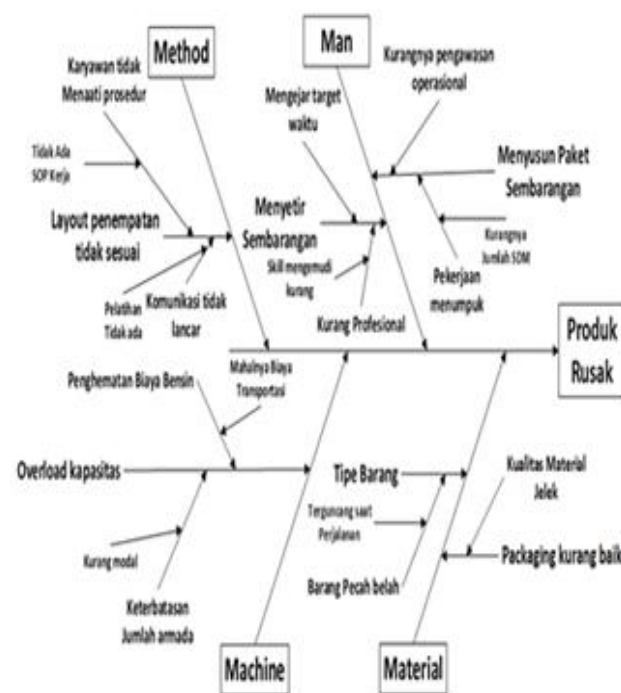 Method
Man
Karyawan tidak
Menaati prosedur
Kurangnya pengawasan
operasional
Mengejar target
waktu
Tidak Ada
SOP Kerja
Menyusun Paket
Sembarangan
Layout penempatan
tidak sesuai
Menyetir
Sembarangan
Skill mengemudi
kurang
Kurangnya
Jumlah SDM
Pekerjaan
menumpuk
Pelatihan
Tidak ada
Komunikasi tidak
lancar
Kurang Profesional
Produk
Rusak
Penghematan Biaya Bensin
Mahalnya Biaya
Transportasi
Overload kapasitas
Tipe Barang
Kualitas Material
Jelek
Terguncang saat
Perjalanan
Kurang modal
Barang Pecah belah
Packaging kurang baik
Keterbatasan
Jumlah armada
Machine
Material